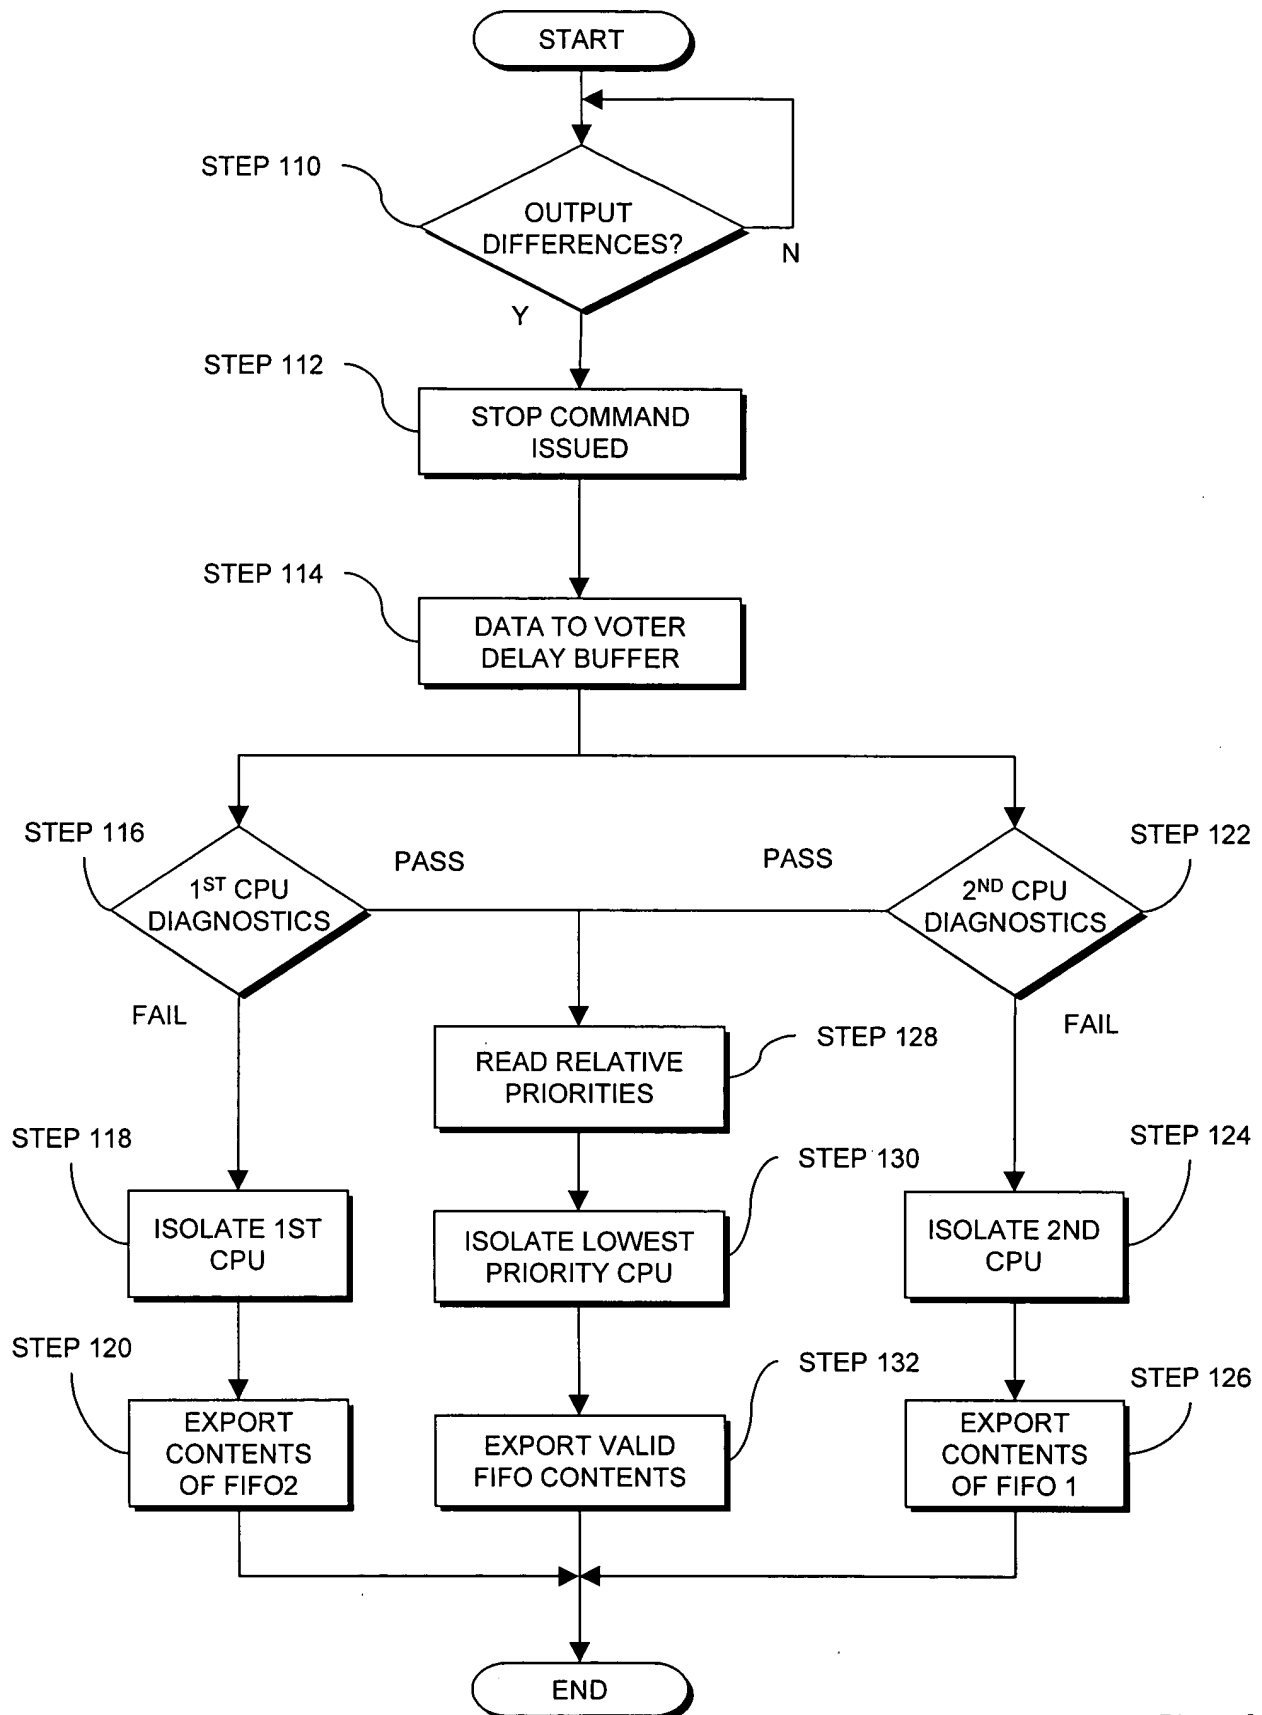 START
STEP 110
OUTPUT
DIFFERENCES?
N
Y
STEP 112
STOP COMMAND
ISSUED
STEP 114
DATA TO VOTER
DELAY BUFFER
STEP 116
PASS
PASS
STEP 122
1ST CPU
DIAGNOSTICS
2ND CPU
DIAGNOSTICS
FAIL
FAIL
STEP 128
READ RELATIVE
PRIORITIES
STEP 118
STEP 130
STEP 124
ISOLATE 1ST
CPU
ISOLATE LOWEST
PRIORITY CPU
ISOLATE 2ND
CPU
STEP 120
STEP 132
STEP 126
EXPORT
CONTENTS
OF FIFO2
EXPORT VALID
FIFO CONTENTS
EXPORT
CONTENTS
OF FIFO 1
END